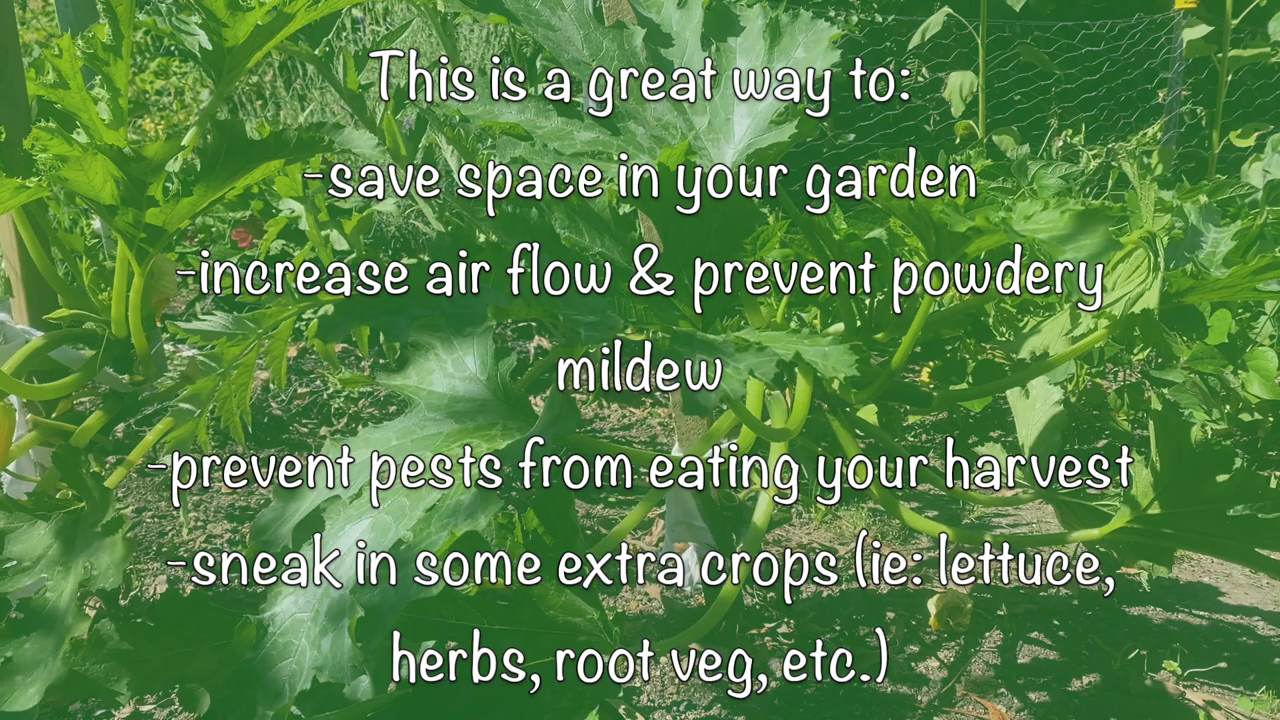 This is a great way to:
-save space in your garden
-increase air flow & prevent powdery
mildew
-prevent pests from eating your harvest
-sneak in some extra crops (ie: lettuce,
herbs, root veg, etc.)